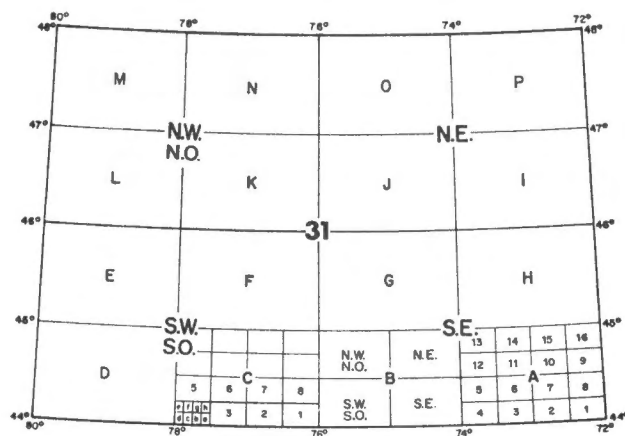 80° 78° 76° 74° 72°
48° 48°
M N O P
47° N.W. N.E. 47°
N.O.
L K J I
46° 31 46°
E F G H
45° S.W. S.E. 45°
S.O. 13 14 15 16
N.W. N.E.
N.O. 12 11 10 9
D C B A
5 6 7 8 5 6 7 8
e f g h S.W. S.E.
d c b a 3 2 1 S.O. 4 3 2 1
44° 44°
80° 78° 76° 74° 72°